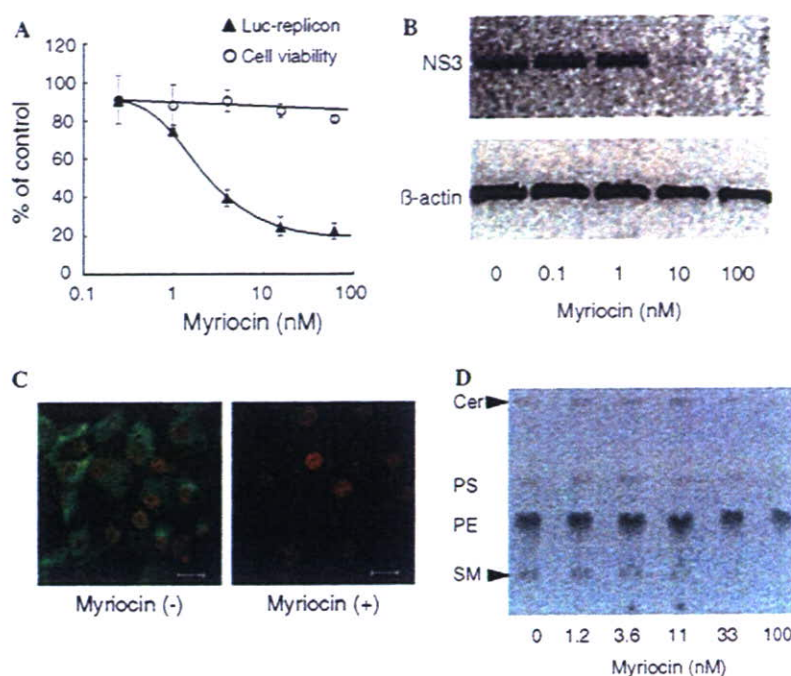 A
▲ Luc-replicon
○ Cell viability
120
100
80
60
40
20
0
% of control
0.1 1 10 100
Myriocin (nM)
B
NS3
ß-actin
0 0.1 1 10 100
Myriocin (nM)
C
Myriocin (-) Myriocin (+)
D
Cer
PS
PE
SM
0 1.2 3.6 11 33 100
Myriocin (nM)